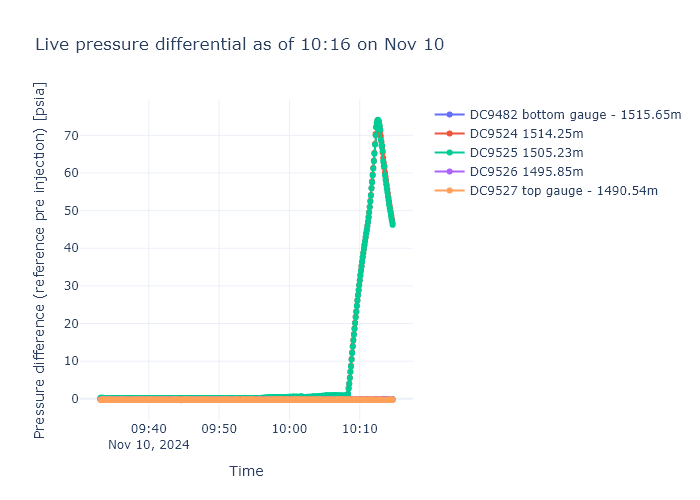 Live pressure differential as of 10:16 on Nov 10
Pressure difference (reference pre injection) [psia]
70
60
50
40
30
20
10
0
09:40
Nov 10, 2024
09:50
10:00
10:10
Time
DC9482 bottom gauge - 1515.65m
DC9524 1514.25m
DC9525 1505.23m
DC9526 1495.85m
DC9527 top gauge - 1490.54m